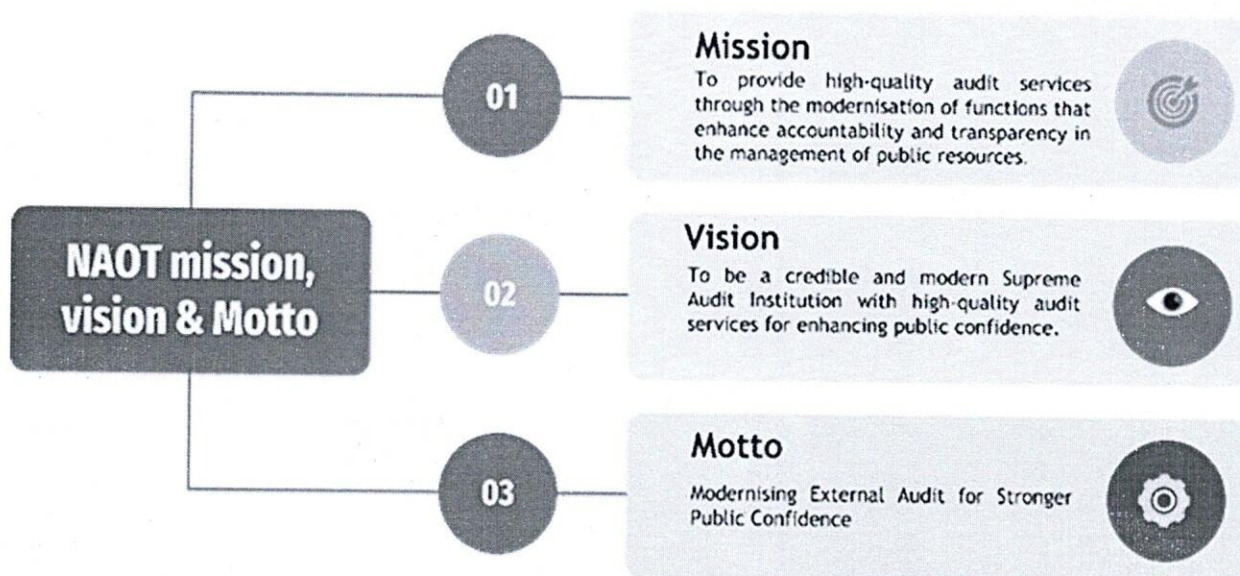 NAOT mission,
vision & Motto
01
Mission
To provide high-quality audit services
through the modernisation of functions that
enhance accountability and transparency in
the management of public resources.
02
Vision
To be a credible and modern Supreme
Audit Institution with high-quality audit
services for enhancing public confidence.
03
Motto
Modernising External Audit for Stronger
Public Confidence